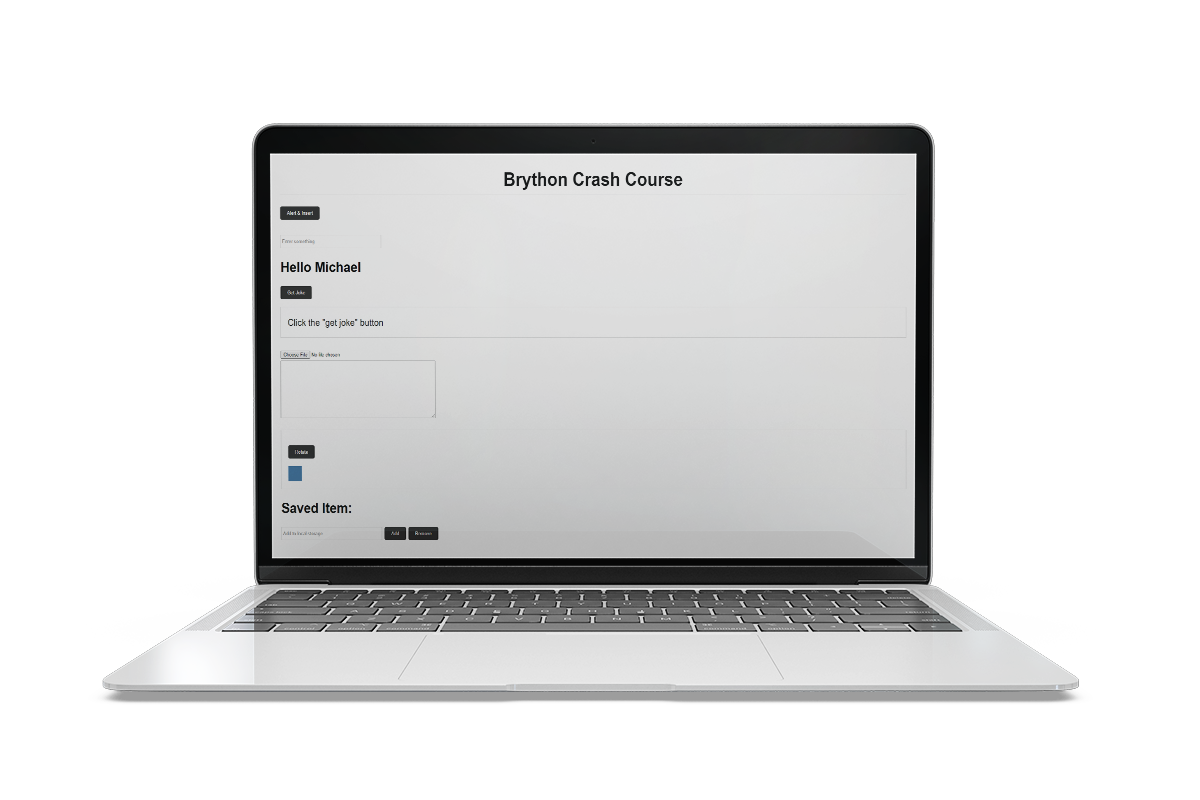 Brython Crash Course
Alert & Insert
Enter something
Hello Michael
Get Joke
Click the "get joke" button
Choose File No file chosen
Rotate
Saved Item:
Add to local storage Add Remove